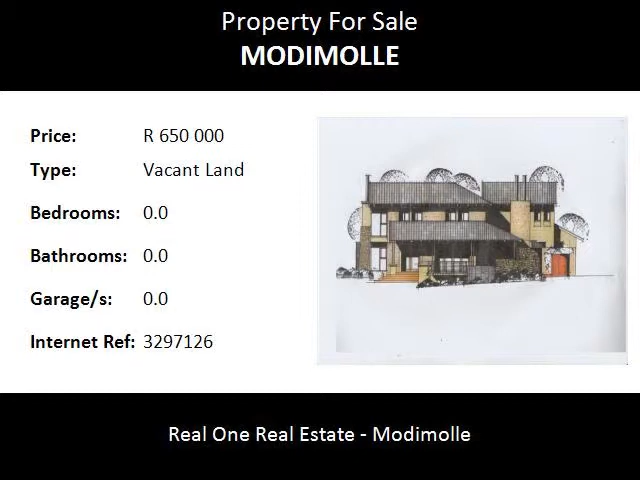 Property For Sale
MODIMOLLE
Price: R 650 000
Type: Vacant Land
Bedrooms: 0.0
Bathrooms: 0.0
Garage/s: 0.0
Internet Ref: 3297126
Real One Real Estate - Modimolle